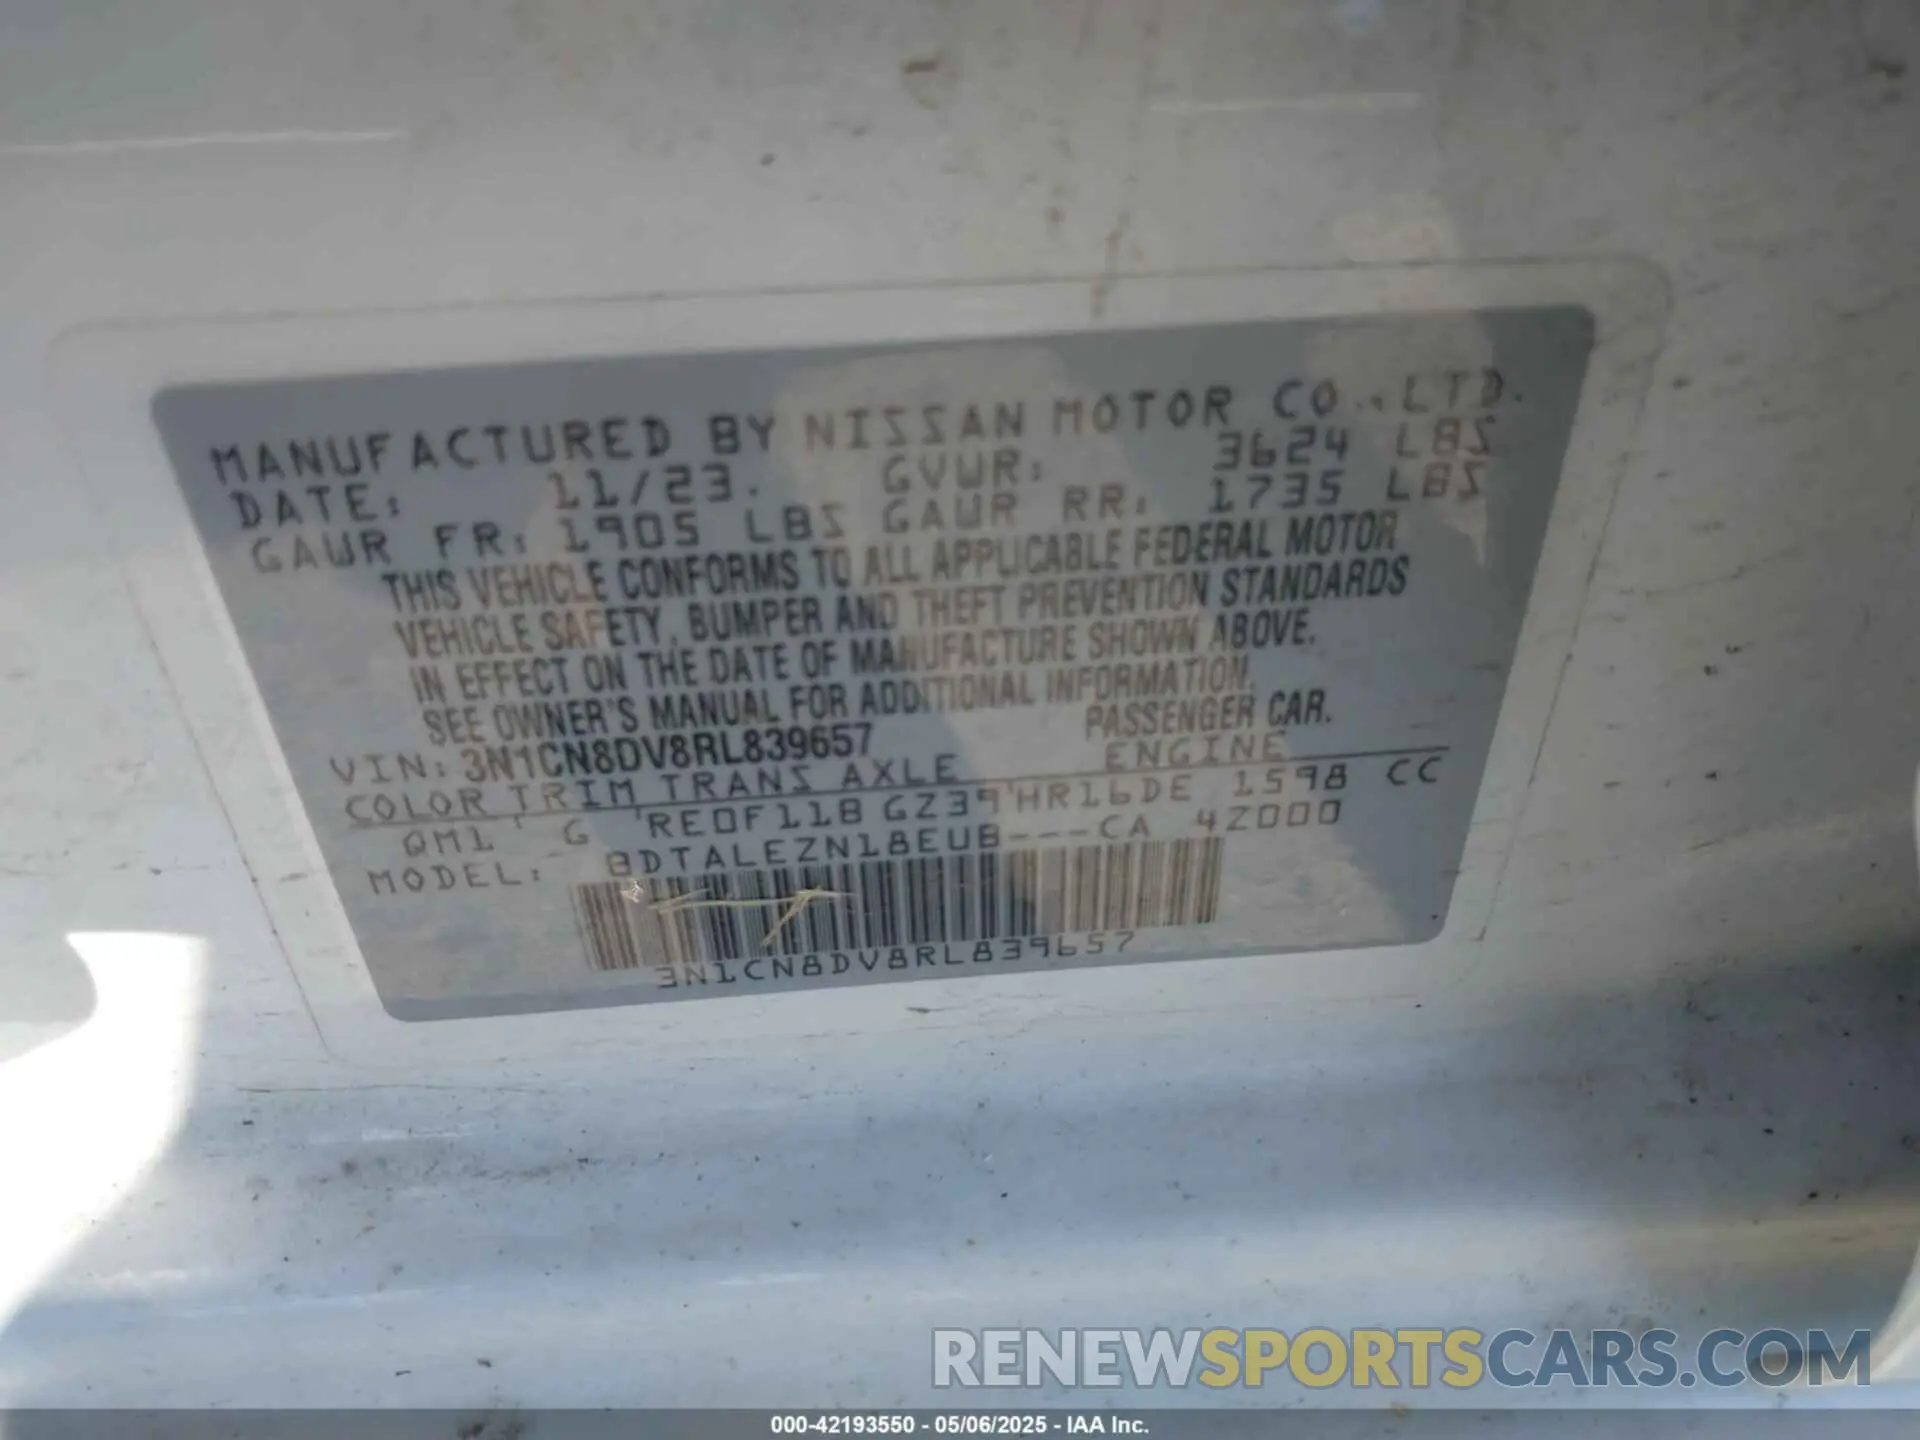 MANUFACTURED BY NISSAN MOTOR CO., LTD.
DATE: 11/23. GVWR: 3624 LBS
GAWR FR: 1905 LBS GAWR RR: 1735 LBS
THIS VEHICLE CONFORMS TO ALL APPLICABLE FEDERAL MOTOR
VEHICLE SAFETY, BUMPER AND THEFT PREVENTION STANDARDS
IN EFFECT ON THE DATE OF MANUFACTURE SHOWN ABOVE.
SEE OWNER'S MANUAL FOR ADDITIONAL INFORMATION.
VIN: 3N1CN8DV8RL839657 PASSENGER CAR.
COLOR TRIM TRANS AXLE ENGINE
QM1 G RE0F11B GZ39 HR16DE 1598 CC
MODEL: BDTALEZN18EUB---CA 4Z000
3N1CN8DV8RL839657
RENEWSPORTSCARS.COM
000-42193550 - 05/06/2025 - IAA Inc.